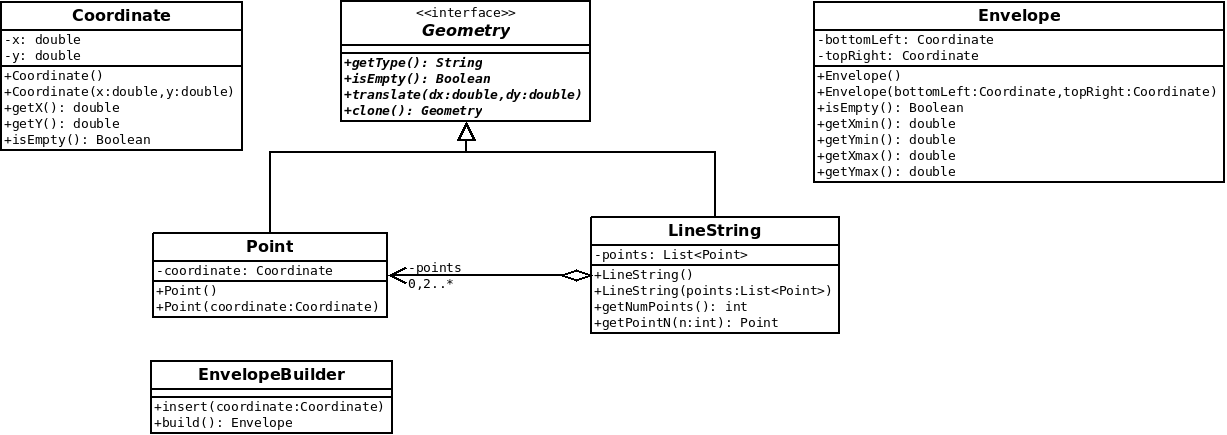 Coordinate
-x: double
-y: double
+Coordinate()
+Coordinate(x:double,y:double)
+getX(): double
+getY(): double
+isEmpty(): Boolean
<<interface>>
Geometry
+getType(): String
+isEmpty(): Boolean
+translate(dx:double,dy:double)
+clone(): Geometry
Envelope
-bottomLeft: Coordinate
-topRight: Coordinate
+Envelope()
+Envelope(bottomLeft:Coordinate,topRight:Coordinate)
+isEmpty(): Boolean
+getXmin(): double
+getYmin(): double
+getXmax(): double
+getYmax(): double
Point
-coordinate: Coordinate
+Point()
+Point(coordinate:Coordinate)
-points
0,2..*
LineString
-points: List<Point>
+LineString()
+LineString(points:List<Point>)
+getNumPoints(): int
+getPointN(n:int): Point
EnvelopeBuilder
+insert(coordinate:Coordinate)
+build(): Envelope